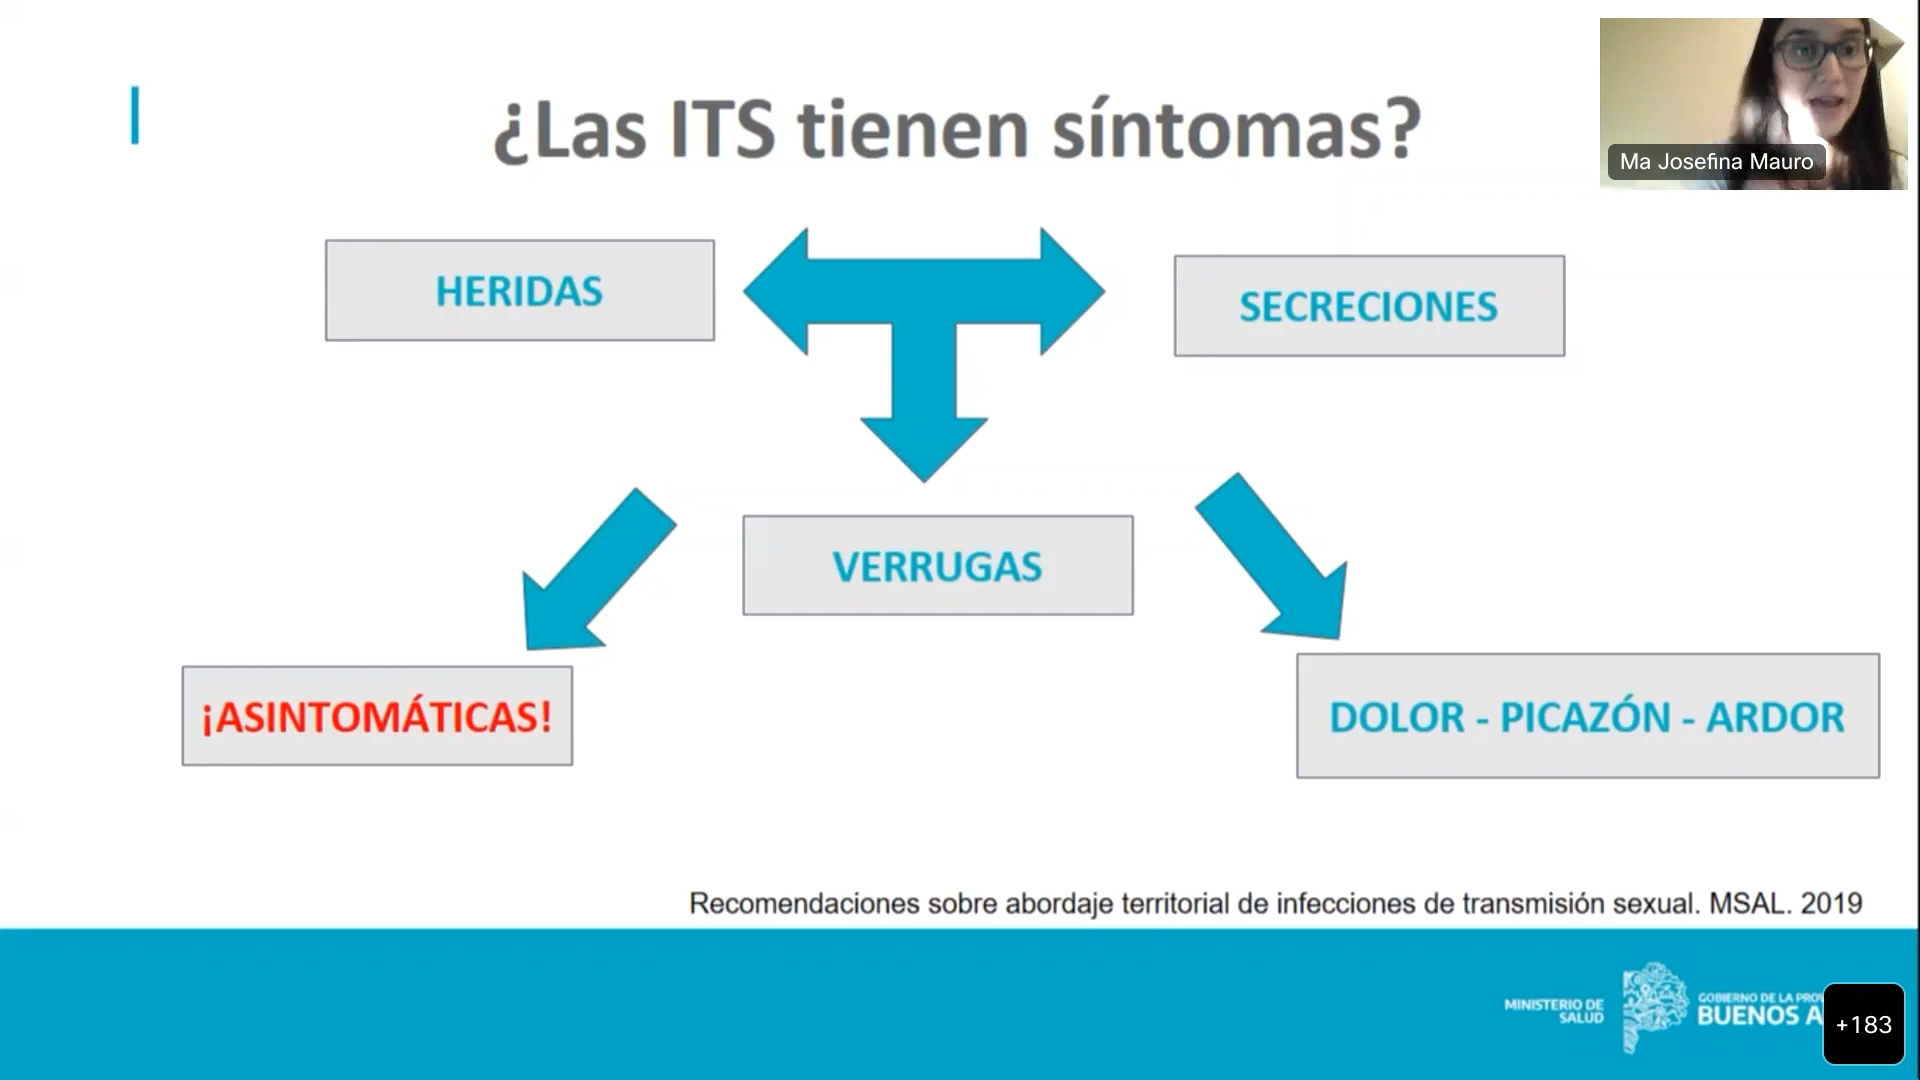 ¿Las ITS tienen síntomas?
Ma Josefina Mauro
HERIDAS
SECRECIONES
VERRUGAS
¡ASINTOMÁTICAS!
DOLOR - PICAZÓN - ARDOR
Recomendaciones sobre abordaje territorial de infecciones de transmisión sexual. MSAL. 2019
MINISTERIO DE
SALUD
GOBIERNO DE LA PRO
BUENOS A
+183